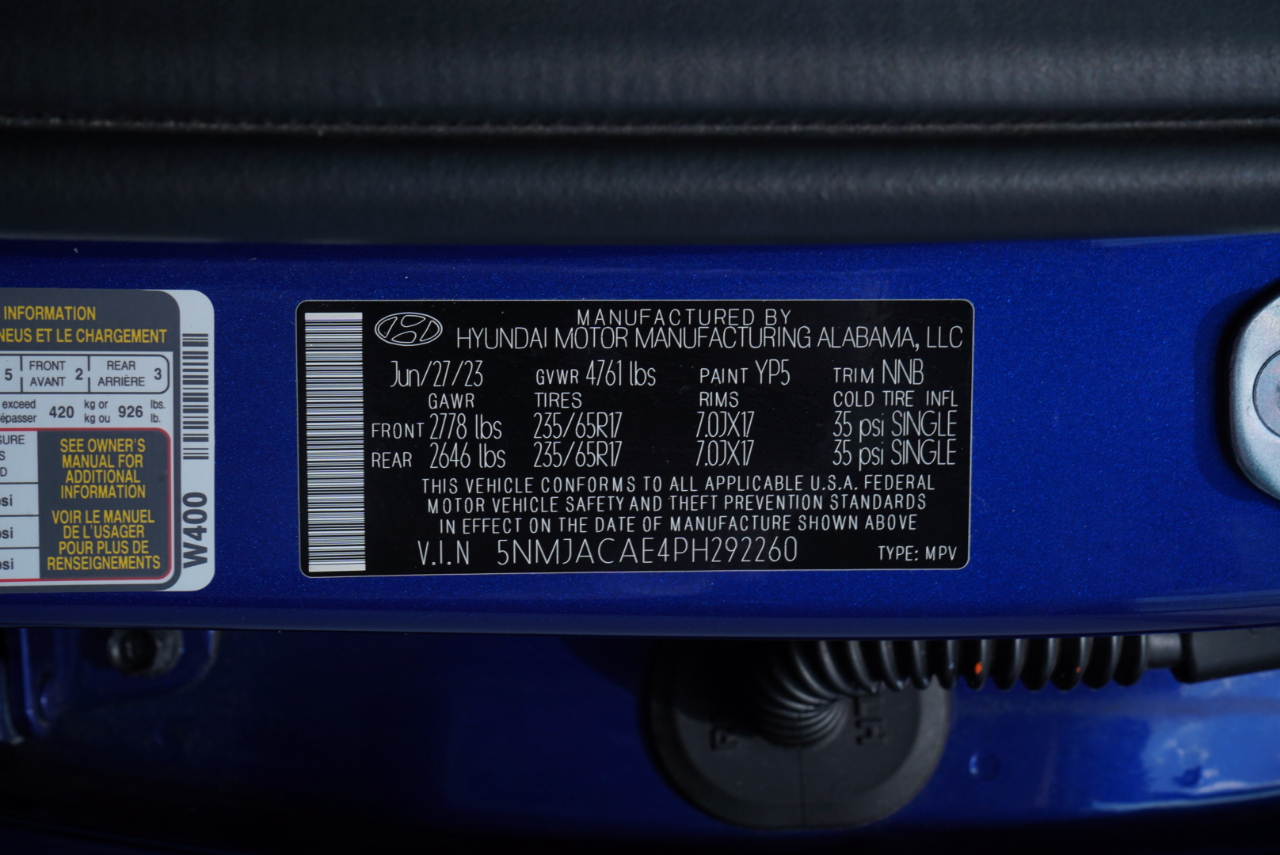 INFORMATION
NEUS ET LE CHARGEMENT
5 FRONT AVANT 2 REAR ARRIÈRE 3
exceed 420 kg or 926 lbs.
épasser kg ou lb.
SEE OWNER'S
MANUAL FOR
ADDITIONAL
INFORMATION
VOIR LE MANUEL
DE L'USAGER
POUR PLUS DE
RENSEIGNEMENTS
W400
MANUFACTURED BY
HYUNDAI MOTOR MANUFACTURING ALABAMA, LLC
Jun/27/23 GVWR 4761 lbs PAINT YP5 TRIM NNB
GAWR TIRES RIMS COLD TIRE INFL
FRONT 2778 lbs 235/65R17 7.0JX17 35 psi SINGLE
REAR 2646 lbs 235/65R17 7.0JX17 35 psi SINGLE
THIS VEHICLE CONFORMS TO ALL APPLICABLE U.S.A. FEDERAL
MOTOR VEHICLE SAFETY AND THEFT PREVENTION STANDARDS
IN EFFECT ON THE DATE OF MANUFACTURE SHOWN ABOVE
V.I.N 5NMJACAE4PH292260 TYPE: MPV